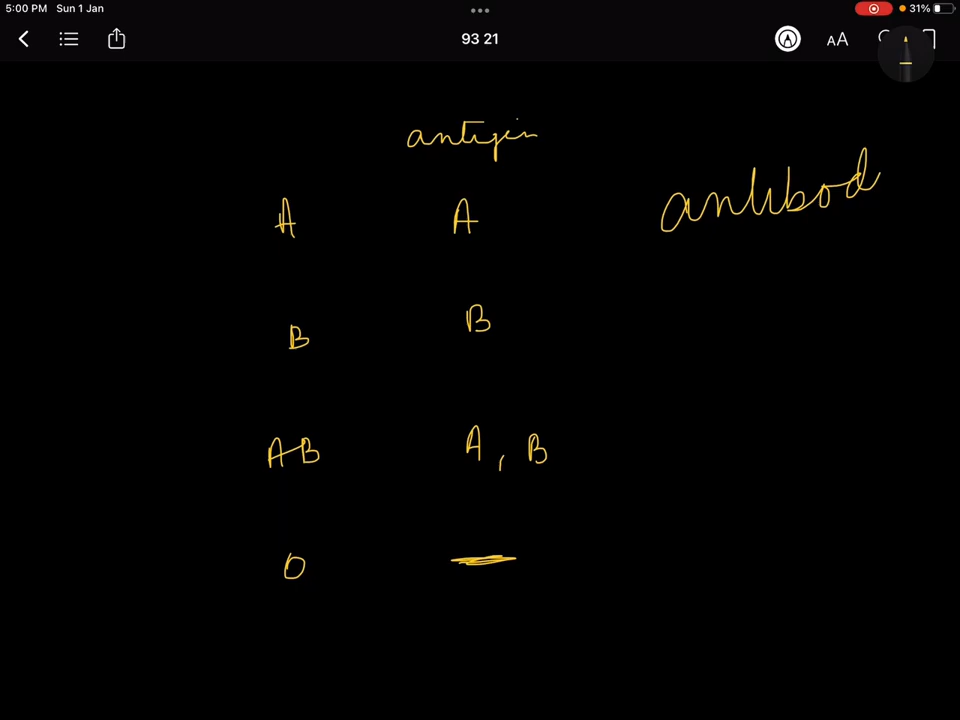 5:00 PM Sun 1 Jan
31%
93 21
AA
antigen
antibod
A A
B B
AB A, B
O —